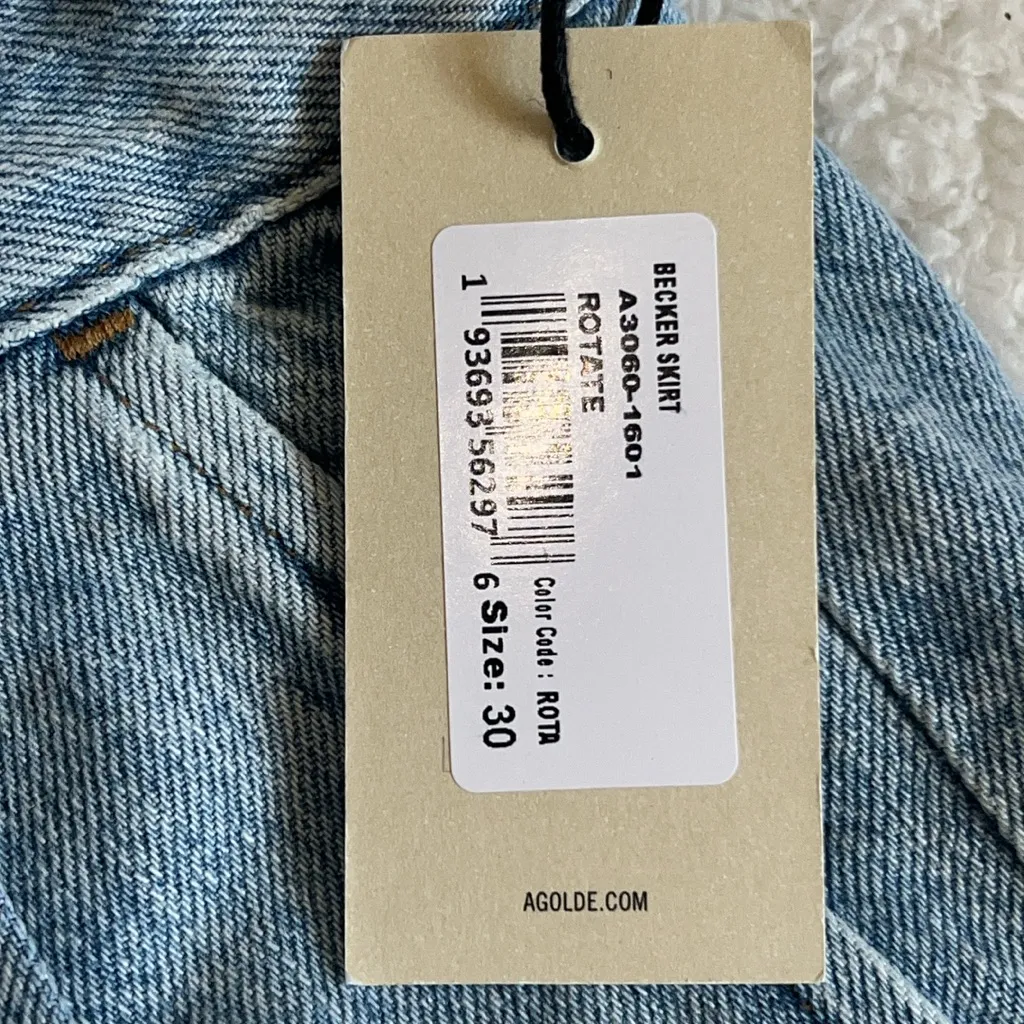 BECKER SKIRT
A3060-1601
ROTATE
1 93693 56297 6
Color Code : ROTA
Size: 30
AGOLDE.COM